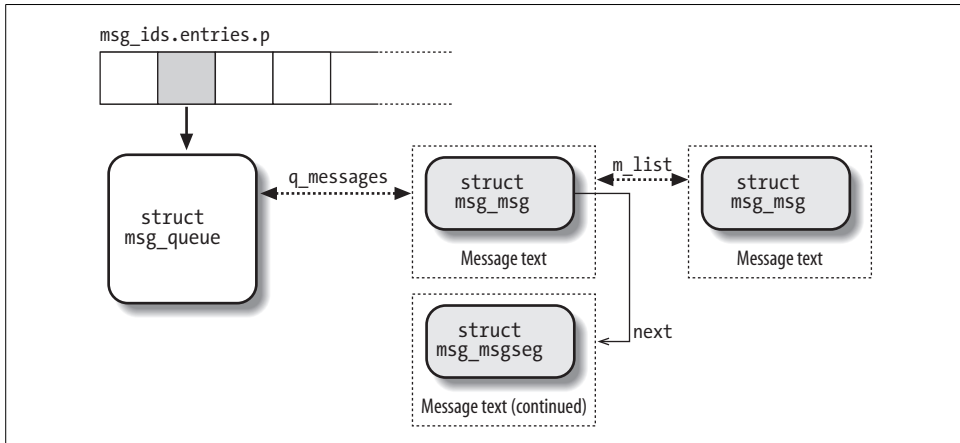 msg_ids.entries.p
q_messages
m_list
struct
msg_queue
struct
msg_msg
struct
msg_msg
Message text
Message text
next
struct
msg_msgseg
Message text (continued)